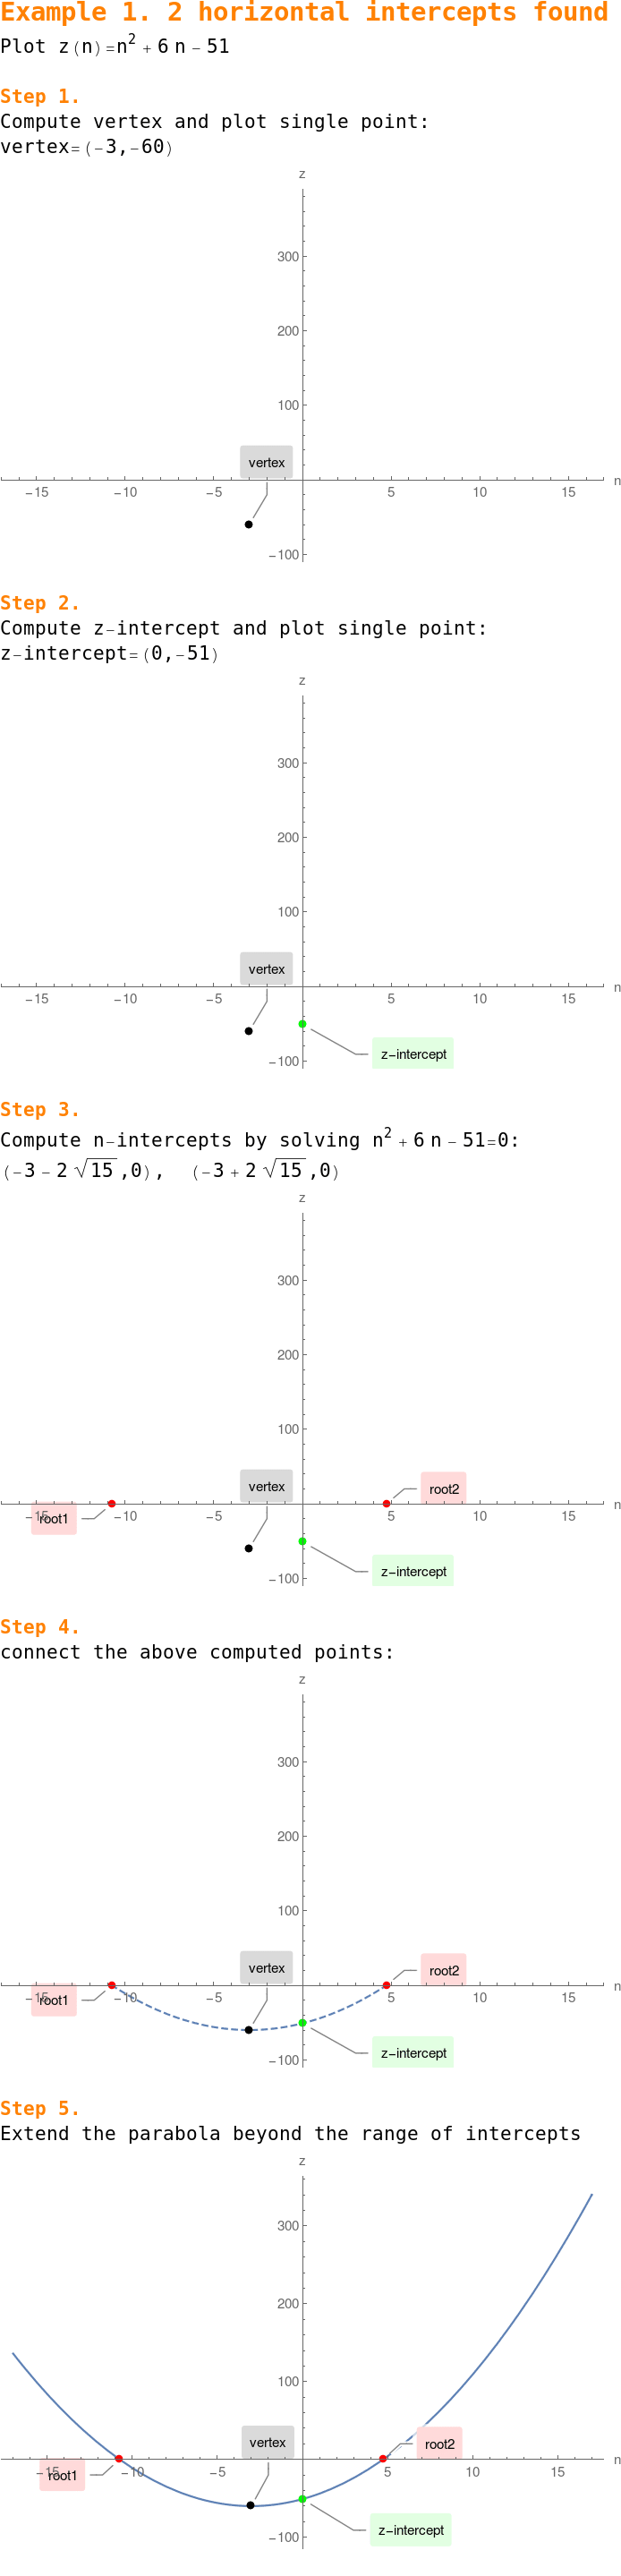 Example 1. 2 horizontal intercepts found
Plot z(n)=n² + 6 n − 51
Step 1.
Compute vertex and plot single point:
vertex=(−3,−60)
z
300
200
100
vertex
−15 −10 −5 5 10 15 n
−100
Step 2.
Compute z−intercept and plot single point:
z−intercept=(0,−51)
z
300
200
100
vertex
−15 −10 −5 5 10 15 n
z−intercept
−100
Step 3.
Compute n−intercepts by solving n² + 6 n − 51=0:
(−3 − 2 √15 ,0), (−3 + 2 √15 ,0)
z
300
200
100
vertex root2
−15 −10 −5 5 10 15 n
root1
z−intercept
−100
Step 4.
connect the above computed points:
z
300
200
100
vertex root2
−15 −10 −5 5 10 15 n
root1
z−intercept
−100
Step 5.
Extend the parabola beyond the range of intercepts
z
300
200
100
vertex root2
−15 −10 −5 5 10 15 n
root1
z−intercept
−100